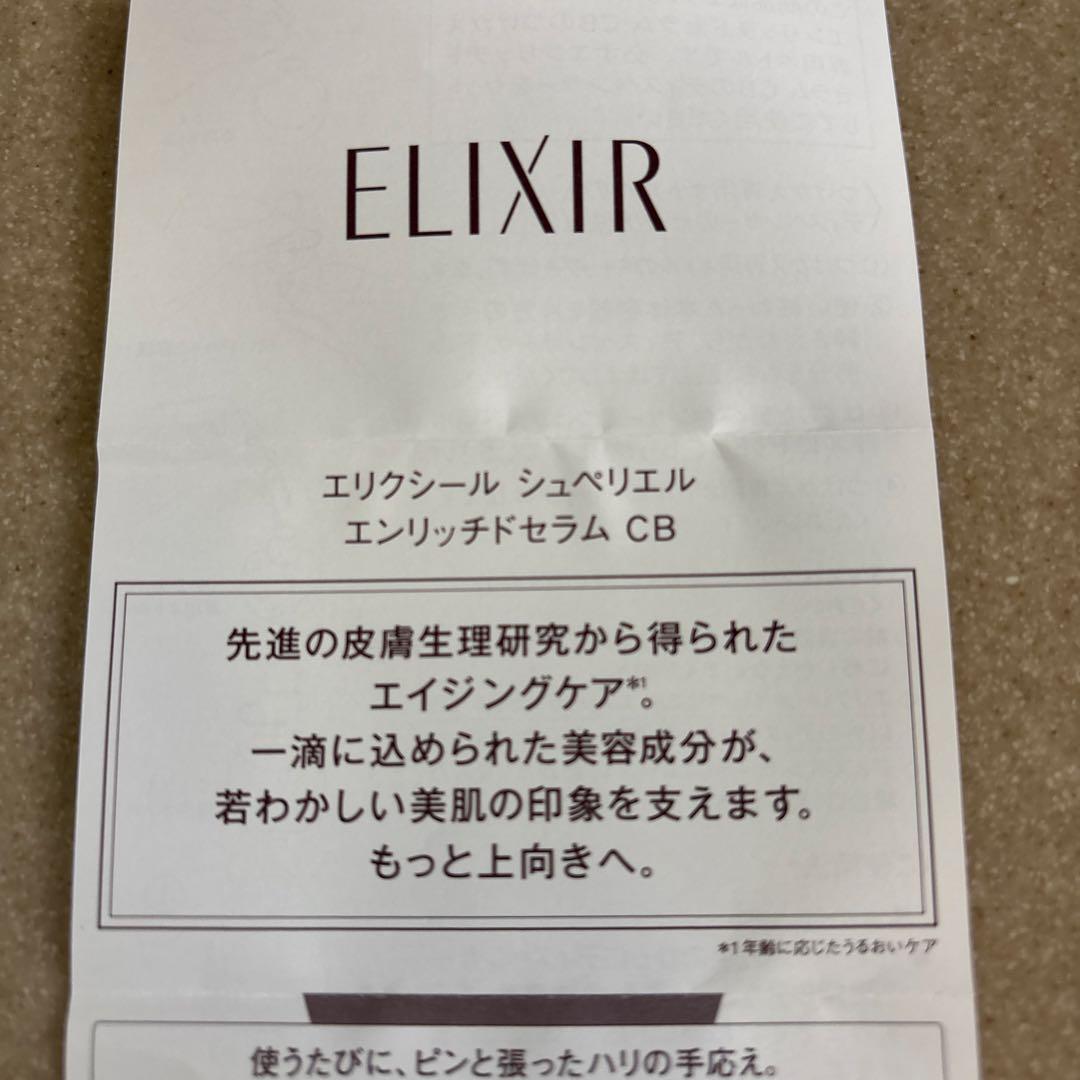 ELIXIR
エリクシール シュペリエル
エンリッチドセラム CB
先進の皮膚生理研究から得られた
エイジングケア*1。
一滴に込められた美容成分が、
若わかしい美肌の印象を支えます。
もっと上向きへ。
*1年齢に応じたうるおいケア
使うたびに、ピンと張ったハリの手応え。